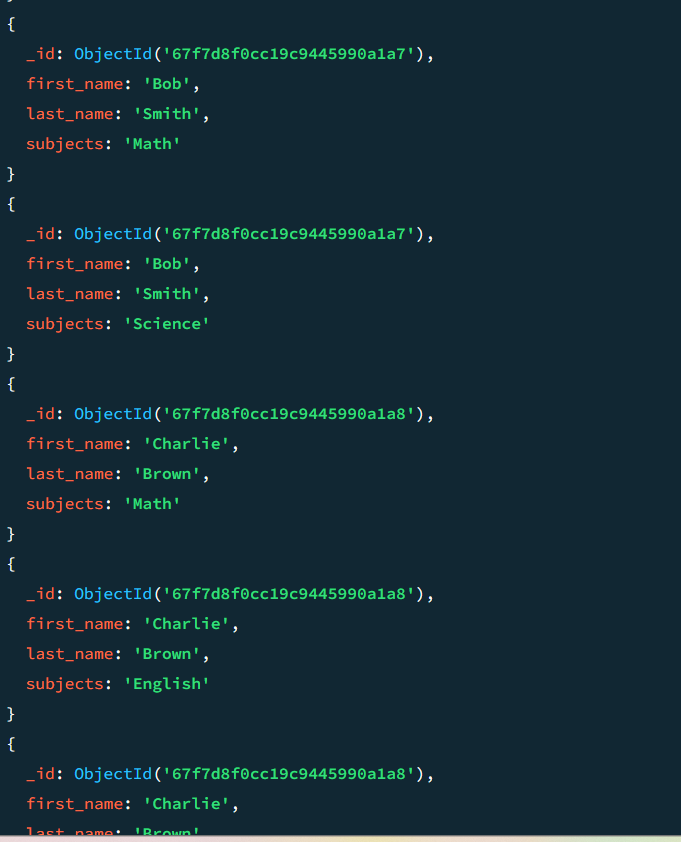 {
_id: ObjectId('67f7d8f0cc19c9445990a1a7'),
first_name: 'Bob',
last_name: 'Smith',
subjects: 'Math'
}
{
_id: ObjectId('67f7d8f0cc19c9445990a1a7'),
first_name: 'Bob',
last_name: 'Smith',
subjects: 'Science'
}
{
_id: ObjectId('67f7d8f0cc19c9445990a1a8'),
first_name: 'Charlie',
last_name: 'Brown',
subjects: 'Math'
}
{
_id: ObjectId('67f7d8f0cc19c9445990a1a8'),
first_name: 'Charlie',
last_name: 'Brown',
subjects: 'English'
}
{
_id: ObjectId('67f7d8f0cc19c9445990a1a8'),
first_name: 'Charlie',
last_name: 'Brown',